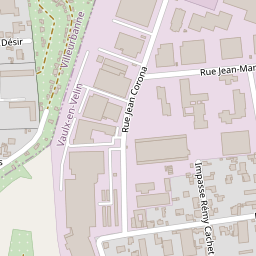 Désir
Villeurbanne
Vaulx-en-Velin
Rue Jean Corona
Rue Jean-Mar
Impasse Rémy Cachet
s